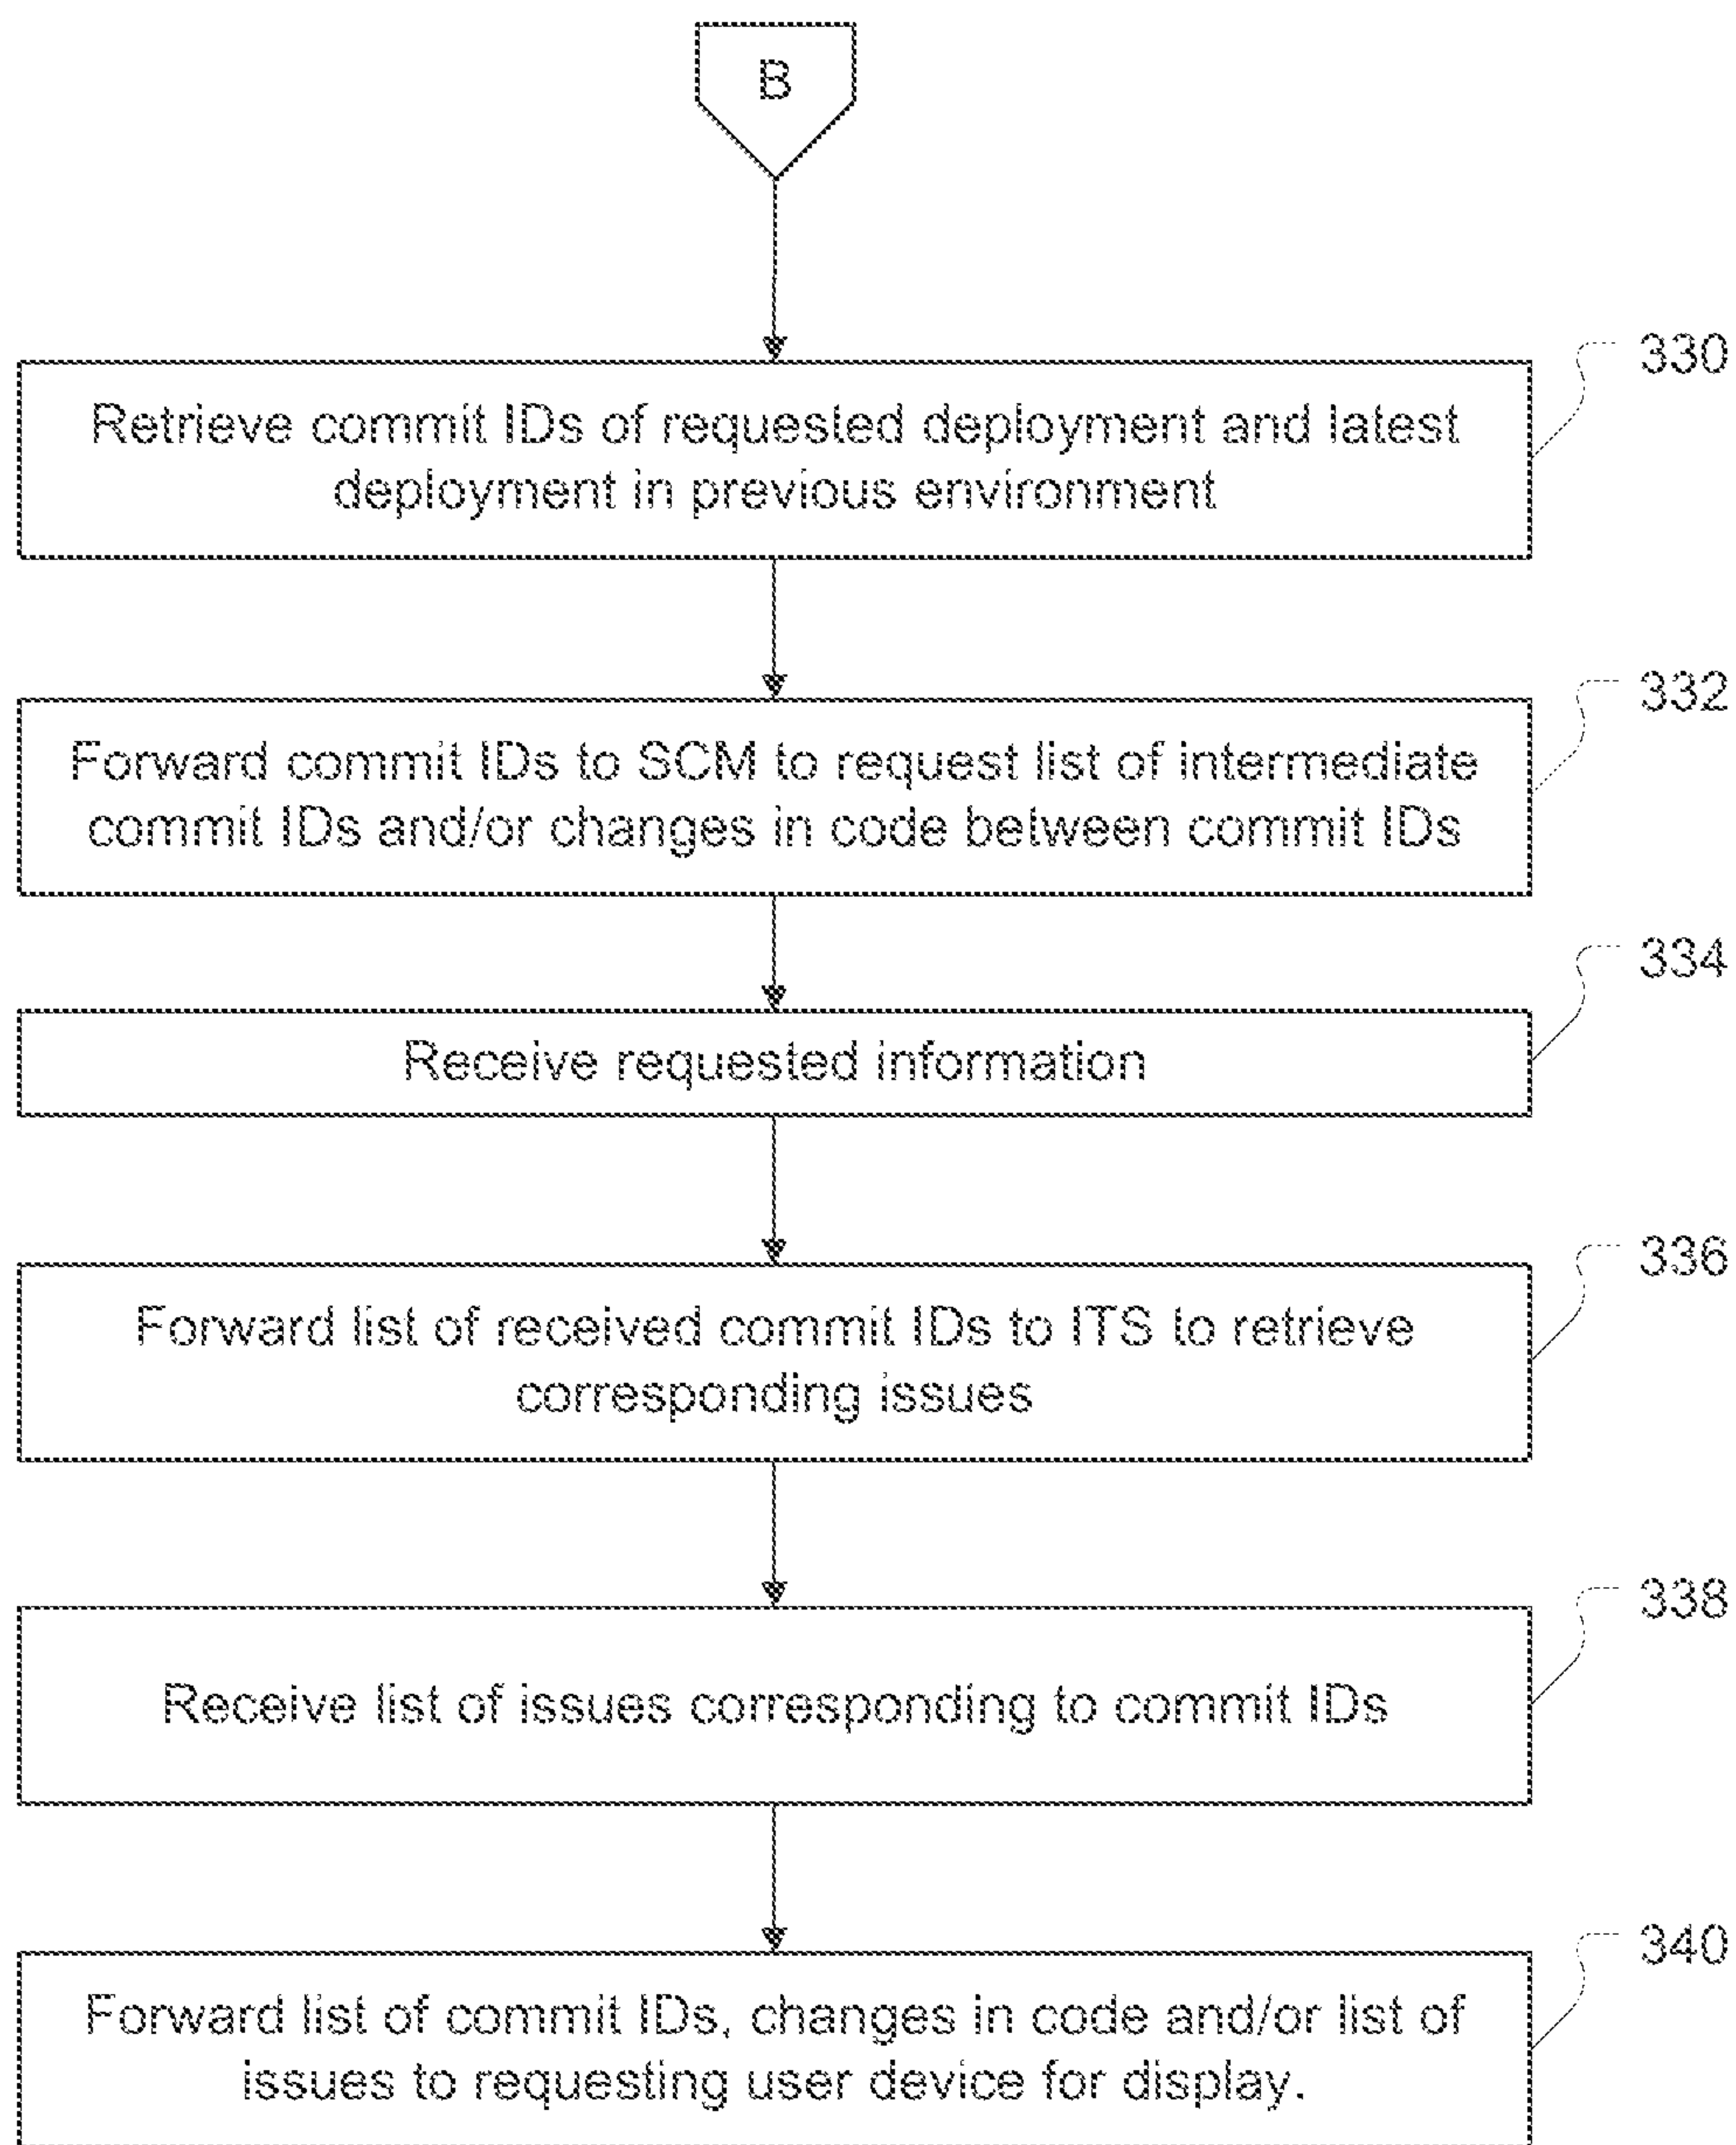 B
330
Retrieve commit IDs of requested deployment and latest
deployment in previous environment
332
Forward commit IDs to SCM to request list of intermediate
commit IDs and/or changes in code between commit IDs
334
Receive requested information
336
Forward list of received commit IDs to ITS to retrieve
corresponding issues
338
Receive list of issues corresponding to commit IDs
340
Forward list of commit IDs, changes in code and/or list of
issues to requesting user device for display.